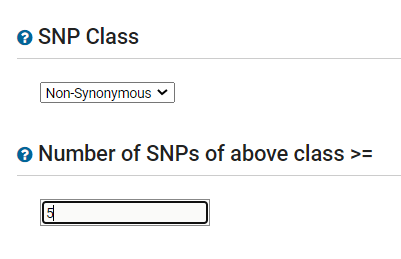 ? SNP Class
Non-Synonymous
? Number of SNPs of above class >=
5